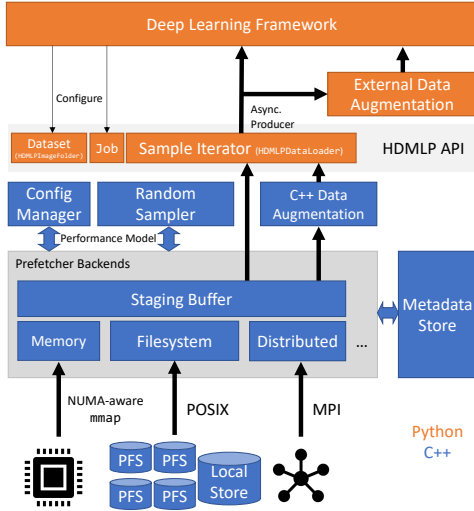 Deep Learning Framework
Configure
Async.
Producer
External Data
Augmentation
Dataset
(HDMLPImageFolder)
Job
Sample Iterator (HDMLPDataLoader)
HDMLP API
Config
Manager
Random
Sampler
C++ Data
Augmentation
Performance Model
Prefetcher Backends
Staging Buffer
Memory
Filesystem
Distributed
...
Metadata
Store
NUMA-aware
mmap
POSIX
MPI
PFS
PFS
PFS
PFS
Local
Store
Python
C++